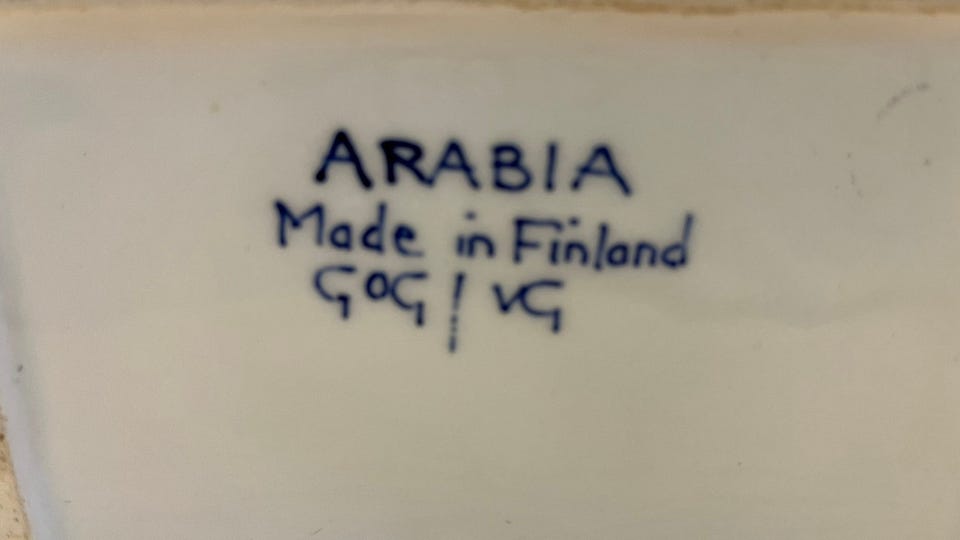 ARABIA
Made in Finland
GOG / VG